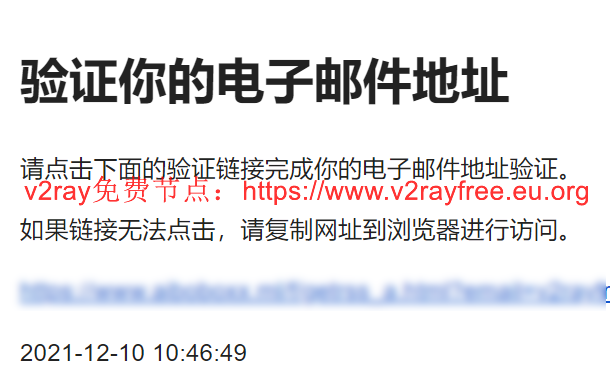 验证你的电子邮件地址
请点击下面的验证链接完成你的电子邮件地址验证。
v2ray免费节点：https://www.v2rayfree.eu.org
如果链接无法点击，请复制网址到浏览器进行访问。
2021-12-10 10:46:49